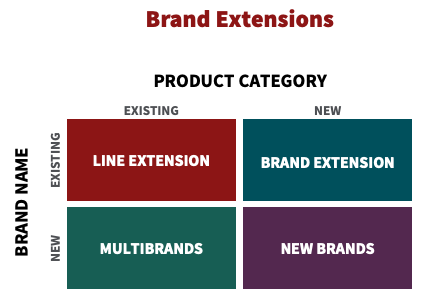 Brand Extensions
PRODUCT CATEGORY
EXISTING NEW
BRAND NAME
EXISTING
LINE EXTENSION
BRAND EXTENSION
NEW
MULTIBRANDS
NEW BRANDS